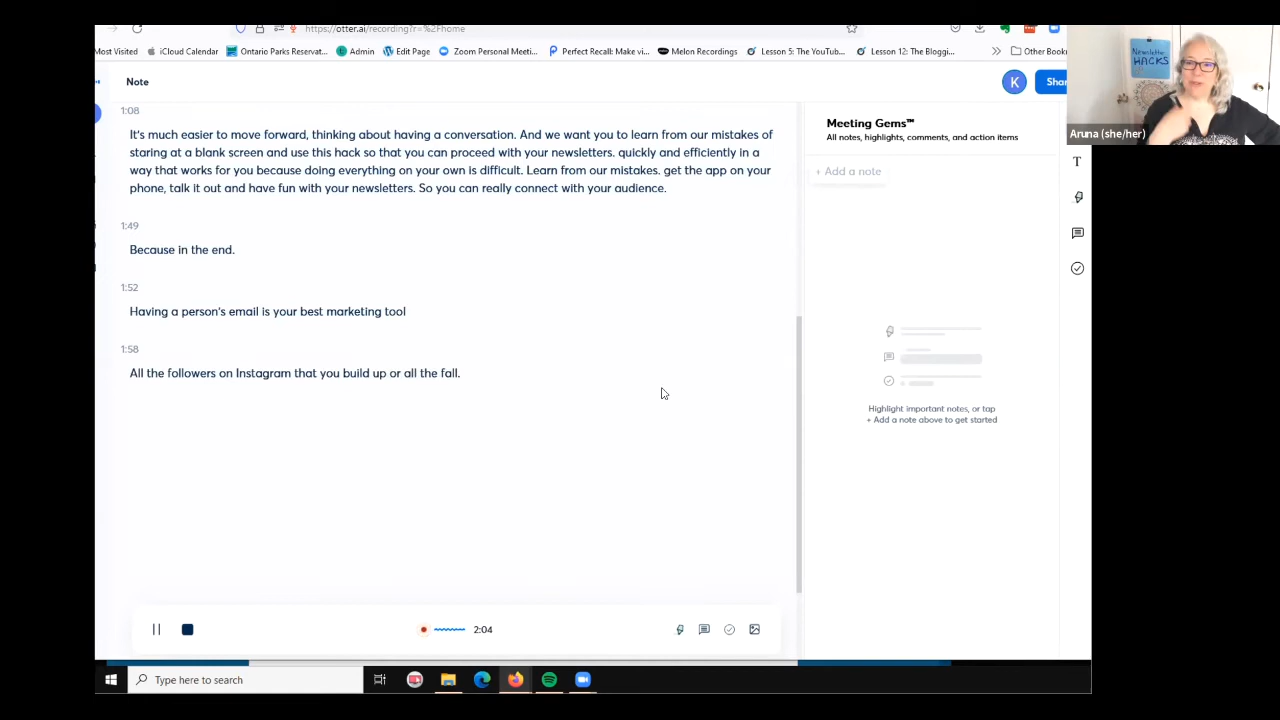 https://otter.ai/recording?r=%2Fhome
Most Visited iCloud Calendar Ontario Parks Reservat... Admin Edit Page Zoom Personal Meeti... Perfect Recall: Make vi... Melon Recordings Lesson 5: The YouTub... Lesson 12: The Bloggi... Other Book
Newsletter
HACKS
Note
K
Shar
Aruna (she/her)
1:08
It's much easier to move forward, thinking about having a conversation. And we want you to learn from our mistakes of
staring at a blank screen and use this hack so that you can proceed with your newsletters. quickly and efficiently in a
way that works for you because doing everything on your own is difficult. Learn from our mistakes. get the app on your
phone, talk it out and have fun with your newsletters. So you can really connect with your audience.
1:49
Because in the end.
1:52
Having a person's email is your best marketing tool
1:58
All the followers on Instagram that you build up or all the fall.
Meeting Gems™
All notes, highlights, comments, and action items
+ Add a note
T
Highlight important notes, or tap
+ Add a note above to get started
2:04
Type here to search